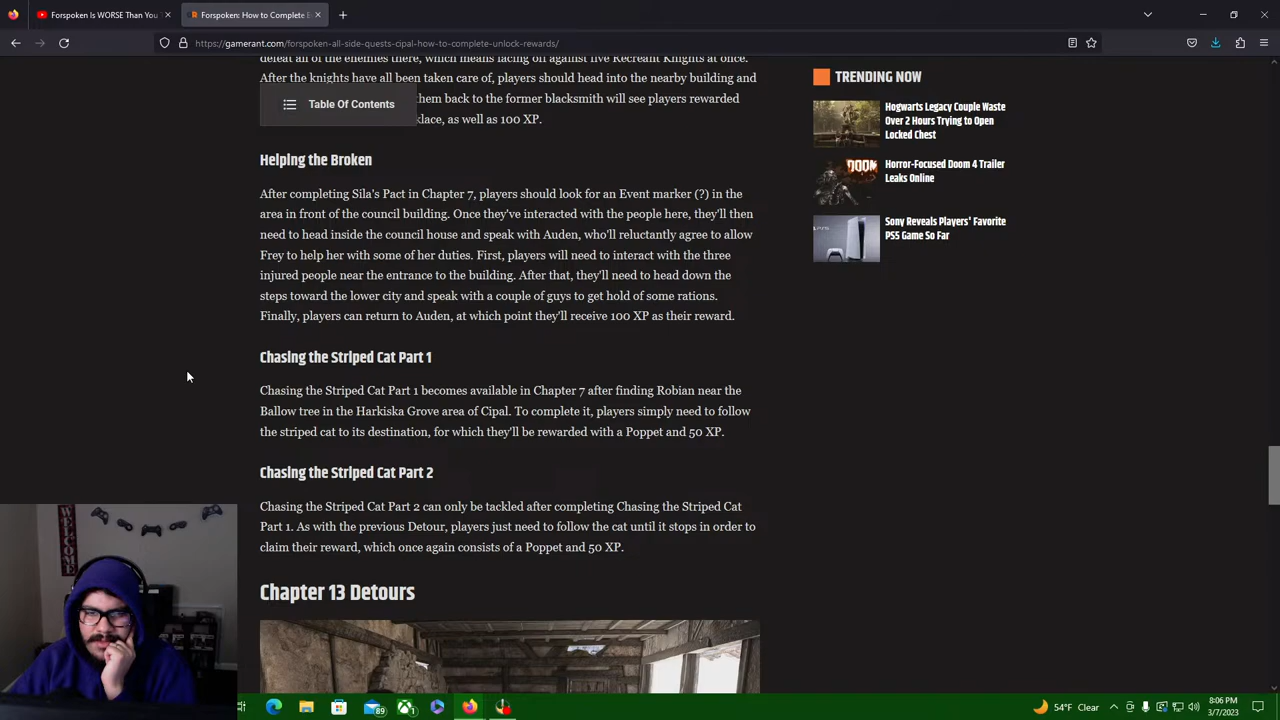 Forspoken Is WORSE Than You
Forspoken: How to Complete
https://gamerant.com/forspoken-all-side-quests-cipal-how-to-complete-unlock-rewards/
defeat all of the enemies there, which means facing off against five Recreant Knights at once.
After the knights have all been taken care of, players should head into the nearby building and
Table Of Contents
them back to the former blacksmith will see players rewarded
klace, as well as 100 XP.
Helping the Broken
After completing Sila's Pact in Chapter 7, players should look for an Event marker (?) in the
area in front of the council building. Once they've interacted with the people here, they'll then
need to head inside the council house and speak with Auden, who'll reluctantly agree to allow
Frey to help her with some of her duties. First, players will need to interact with the three
injured people near the entrance to the building. After that, they'll need to head down the
steps toward the lower city and speak with a couple of guys to get hold of some rations.
Finally, players can return to Auden, at which point they'll receive 100 XP as their reward.
Chasing the Striped Cat Part 1
Chasing the Striped Cat Part 1 becomes available in Chapter 7 after finding Robian near the
Ballow tree in the Harkiska Grove area of Cipal. To complete it, players simply need to follow
the striped cat to its destination, for which they'll be rewarded with a Poppet and 50 XP.
Chasing the Striped Cat Part 2
Chasing the Striped Cat Part 2 can only be tackled after completing Chasing the Striped Cat
Part 1. As with the previous Detour, players just need to follow the cat until it stops in order to
claim their reward, which once again consists of a Poppet and 50 XP.
Chapter 13 Detours
TRENDING NOW
Hogwarts Legacy Couple Waste
Over 2 Hours Trying to Open
Locked Chest
DOOM
Horror-Focused Doom 4 Trailer
Leaks Online
Sony Reveals Players' Favorite
PS5 Game So Far
WELCOME
89
54°F Clear
8:06 PM
3/7/2023